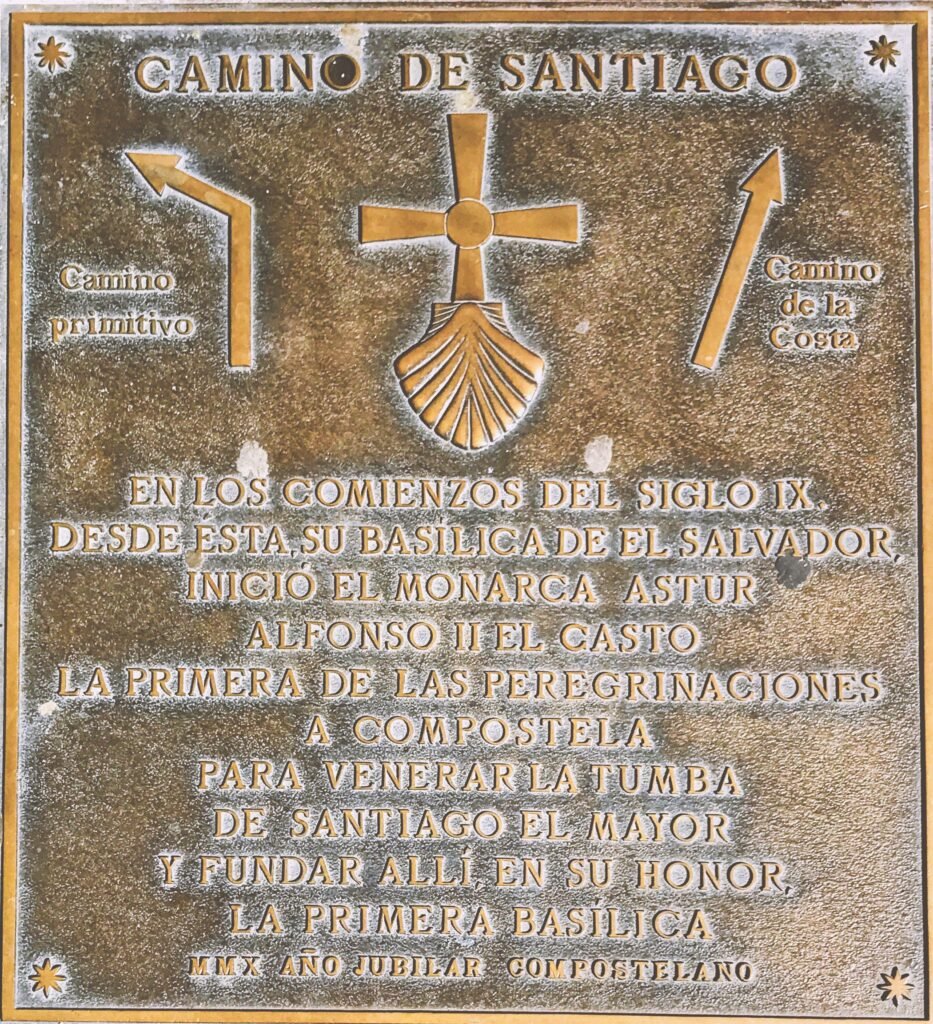 CAMINO DE SANTIAGO
Camino
primitivo
Camino
de la
Costa
EN LOS COMIENZOS DEL SIGLO IX.
DESDE ESTA, SU BASÍLICA DE EL SALVADOR,
INICIÓ EL MONARCA ASTUR
ALFONSO II EL CASTO
LA PRIMERA DE LAS PEREGRINACIONES
A COMPOSTELA
PARA VENERAR LA TUMBA
DE SANTIAGO EL MAYOR
Y FUNDAR ALLÍ, EN SU HONOR,
LA PRIMERA BASÍLICA
MMX AÑO JUBILAR COMPOSTELANO